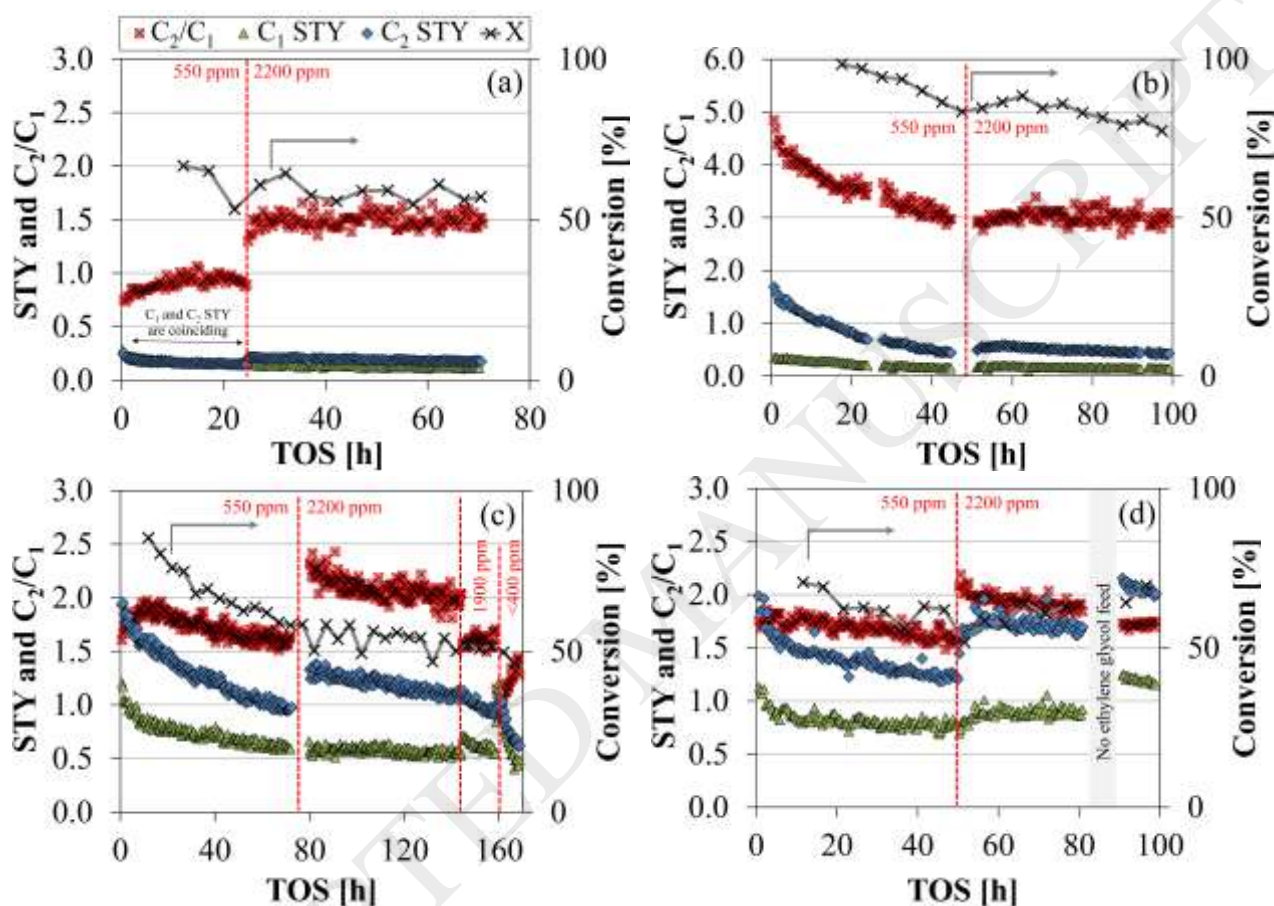 C2/C1 C1 STY C2 STY X
3.0
2.5
2.0
1.5
1.0
0.5
0.0
STY and C2/C1
550 ppm 2200 ppm
(a)
C1 and C2 STY
are coinciding
100
50
0
Conversion [%]
0 20 40 60 80
TOS [h]
6.0
5.0
4.0
3.0
2.0
1.0
0.0
STY and C2/C1
550 ppm 2200 ppm
(b)
100
50
0
Conversion [%]
0 20 40 60 80 100
TOS [h]
3.0
2.5
2.0
1.5
1.0
0.5
0.0
STY and C2/C1
550 ppm 2200 ppm
(c)
1900 ppm
<400 ppm
100
50
0
Conversion [%]
0 40 80 120 160
TOS [h]
3.0
2.5
2.0
1.5
1.0
0.5
0.0
STY and C2/C1
550 ppm 2200 ppm
(d)
No ethylene glycol feed
100
50
0
Conversion [%]
0 20 40 60 80 100
TOS [h]
TED MANUSCRIPT